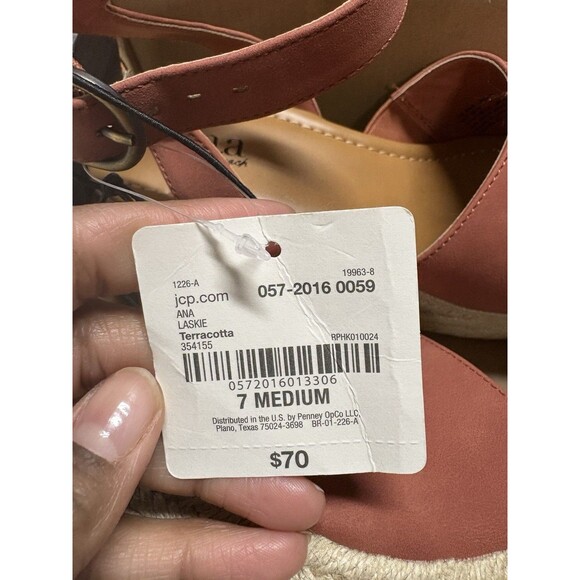 1226-A
19963-8
jcp.com
057-2016 0059
ANA
LASKIE
Terracotta
354155
RPHK010024
0572016013306
7 MEDIUM
Distributed in the U.S. by Penney OpCo LLC,
Plano, Texas 75024-3698 BR-01-226-A
$70